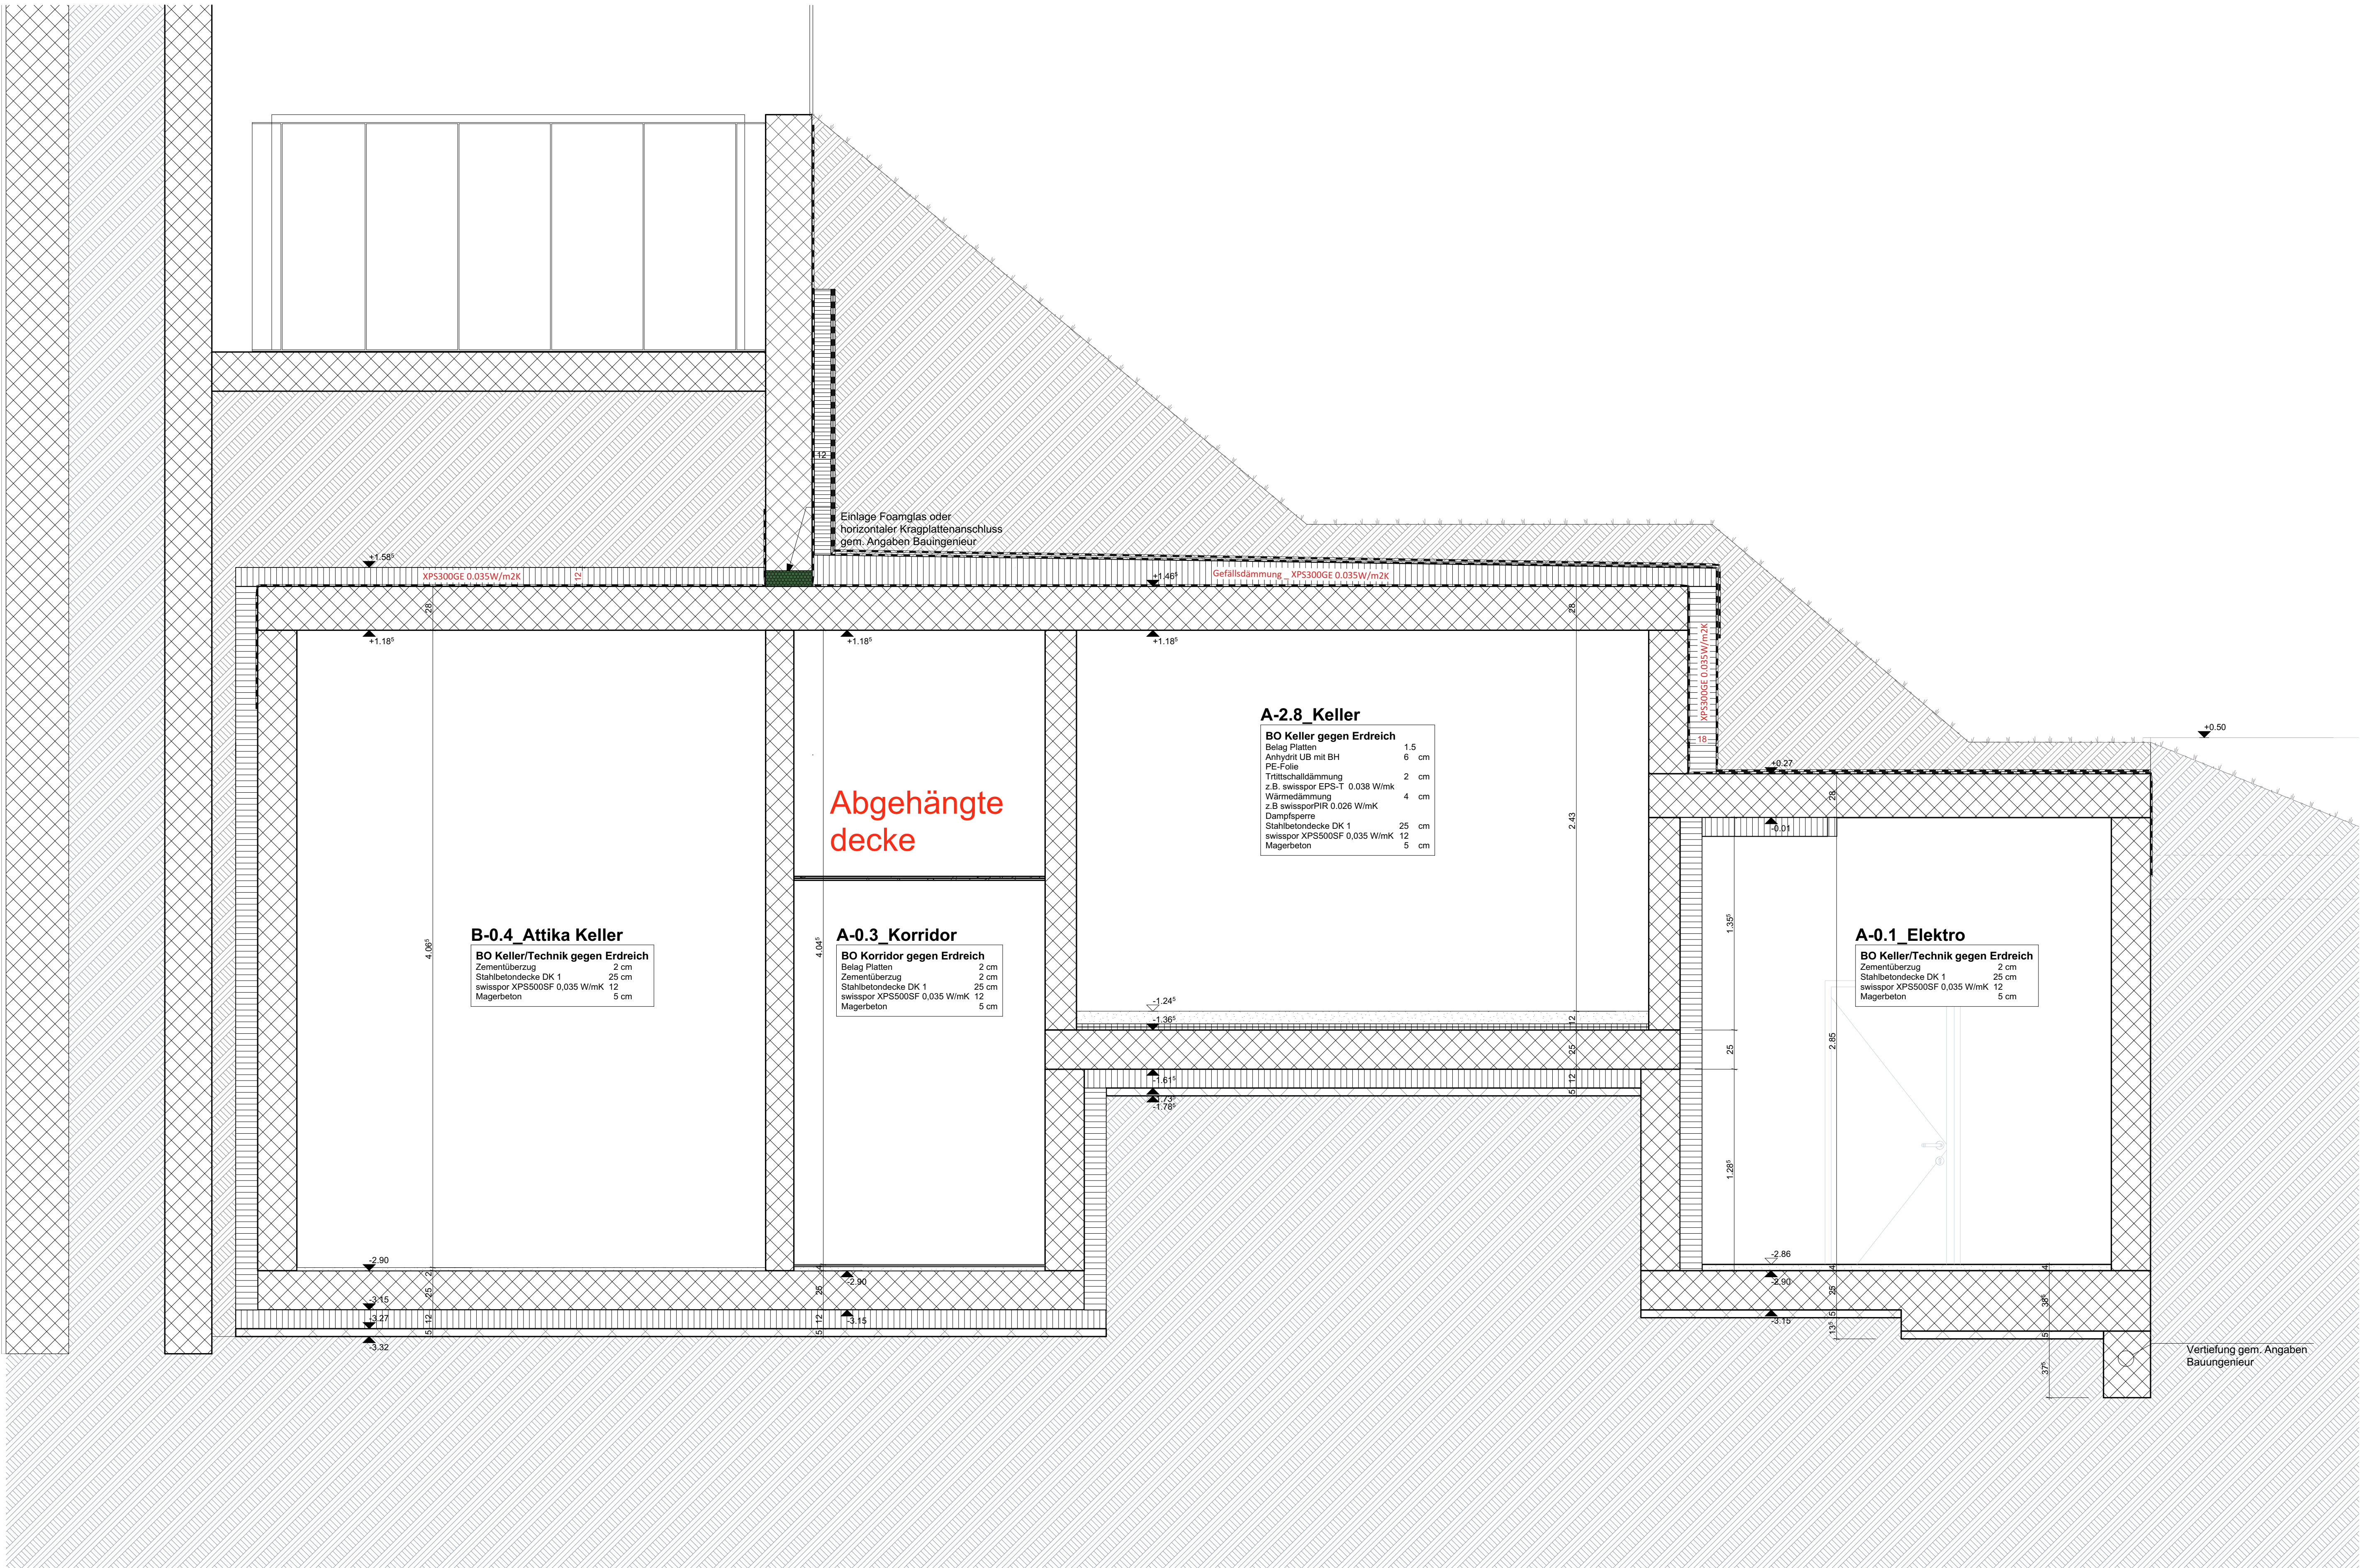 12
Einlage Foamglas oder
horizontaler Kragplattenanschluss
gem. Angaben Bauingenieur
+1.58⁵
XPS300GE 0.035W/m2K
12
+1.46⁵
Gefällsdämmung _ XPS300GE 0.035W/m2K
28
28
+1.18⁵
+1.18⁵
+1.18⁵
XPS300GE 0.035W/m2K
18
+0.50
+0.27
28
-0.01
A-2.8_Keller
BO Keller gegen Erdreich
Belag Platten 1.5
Anhydrit UB mit BH 6 cm
PE-Folie
Trtittschalldämmung 2 cm
z.B. swisspor EPS-T 0.038 W/mk
Wärmedämmung 4 cm
z.B swissporPIR 0.026 W/mK
Dampfsperre
Stahlbetondecke DK 1 25 cm
swisspor XPS500SF 0,035 W/mK 12
Magerbeton 5 cm
Abgehängte
decke
2.43
B-0.4_Attika Keller
BO Keller/Technik gegen Erdreich
Zementüberzug 2 cm
Stahlbetondecke DK 1 25 cm
swisspor XPS500SF 0,035 W/mK 12
Magerbeton 5 cm
4.06⁵
4.04⁵
A-0.3_Korridor
BO Korridor gegen Erdreich
Belag Platten 2 cm
Zementüberzug 2 cm
Stahlbetondecke DK 1 25 cm
swisspor XPS500SF 0,035 W/mK 12
Magerbeton 5 cm
1.35⁵
A-0.1_Elektro
BO Keller/Technik gegen Erdreich
Zementüberzug 2 cm
Stahlbetondecke DK 1 25 cm
swisspor XPS500SF 0,035 W/mK 12
Magerbeton 5 cm
-1.24⁵
-1.36⁵
12
25
-1.61⁵
12
-1.73⁵
5
-1.78⁵
25
2.85
1.28⁵
-2.90
2
25
-3.15
-3.27
12
5
-3.32
4
-2.90
25
12
-3.15
5
-2.86
-2.90
4
25
-3.15
5
13⁵
4
38⁵
5
37⁵
Vertiefung gem. Angaben
Bauungenieur